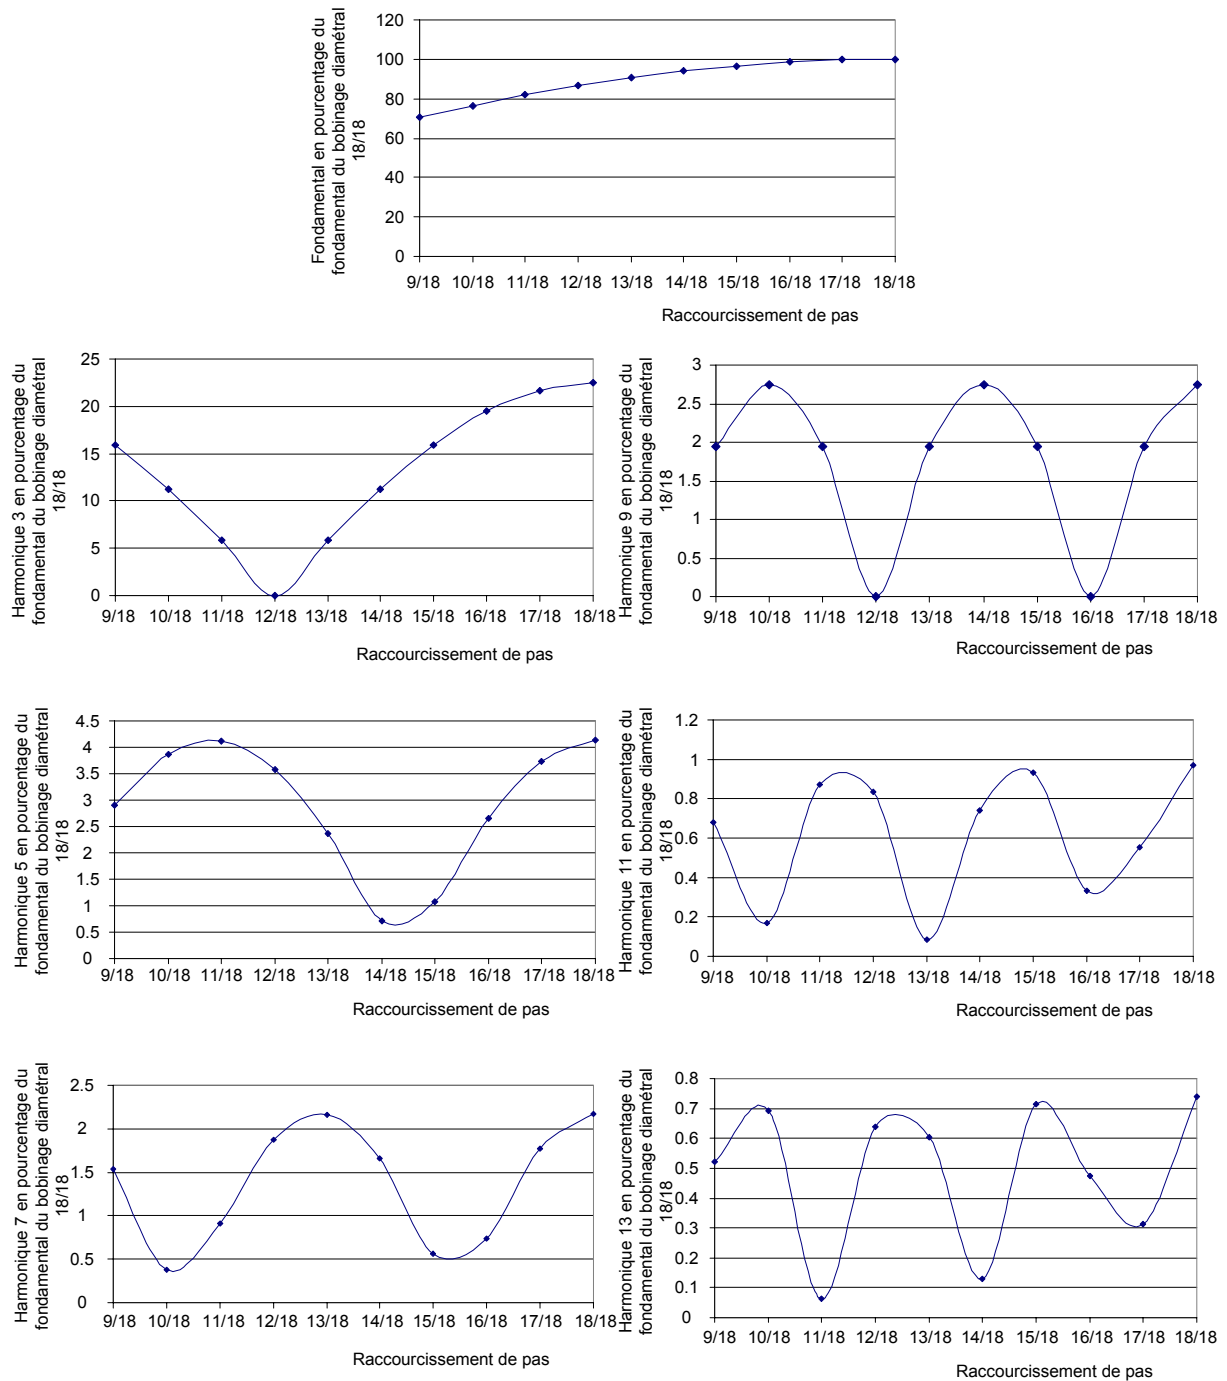 Fondamental en pourcentage du
fondamental du bobinage diamétral
18/18
120
100
80
60
40
20
0
9/18 10/18 11/18 12/18 13/18 14/18 15/18 16/18 17/18 18/18
Raccourcissement de pas
Harmonique 3 en pourcentage du
fondamental du bobinage diamétral
18/18
25
20
15
10
5
0
9/18 10/18 11/18 12/18 13/18 14/18 15/18 16/18 17/18 18/18
Raccourcissement de pas
Harmonique 9 en pourcentage du
fondamental du bobinage diamétral
18/18
3
2.5
2
1.5
1
0.5
0
9/18 10/18 11/18 12/18 13/18 14/18 15/18 16/18 17/18 18/18
Raccourcissement de pas
Harmonique 5 en pourcentage du
fondamental du bobinage diamétral
18/18
4.5
4
3.5
3
2.5
2
1.5
1
0.5
0
9/18 10/18 11/18 12/18 13/18 14/18 15/18 16/18 17/18 18/18
Raccourcissement de pas
Harmonique 11 en pourcentage du
fondamental du bobinage diamétral
18/18
1.2
1
0.8
0.6
0.4
0.2
0
9/18 10/18 11/18 12/18 13/18 14/18 15/18 16/18 17/18 18/18
Raccourcissement de pas
Harmonique 7 en pourcentage du
fondamental du bobinage diamétral
18/18
2.5
2
1.5
1
0.5
0
9/18 10/18 11/18 12/18 13/18 14/18 15/18 16/18 17/18 18/18
Raccourcissement de pas
Harmonique 13 en pourcentage du
fondamental du bobinage diamétral
18/18
0.8
0.7
0.6
0.5
0.4
0.3
0.2
0.1
0
9/18 10/18 11/18 12/18 13/18 14/18 15/18 16/18 17/18 18/18
Raccourcissement de pas